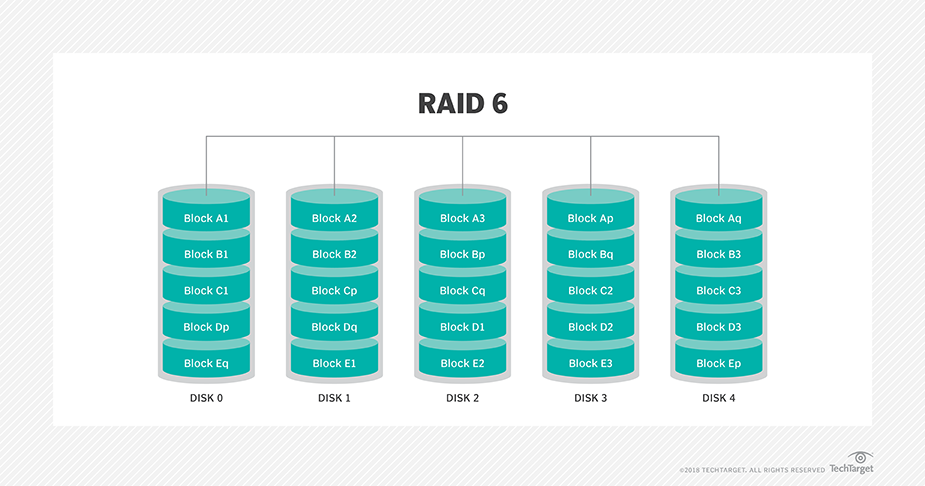 RAID 6
Block A1 Block A2 Block A3 Block Ap Block Aq
Block B1 Block B2 Block Bp Block Bq Block B3
Block C1 Block Cp Block Cq Block C2 Block C3
Block Dp Block Dq Block D1 Block D2 Block D3
Block Eq Block E1 Block E2 Block E3 Block Ep
DISK 0 DISK 1 DISK 2 DISK 3 DISK 4
©2018 TECHTARGET. ALL RIGHTS RESERVED TechTarget